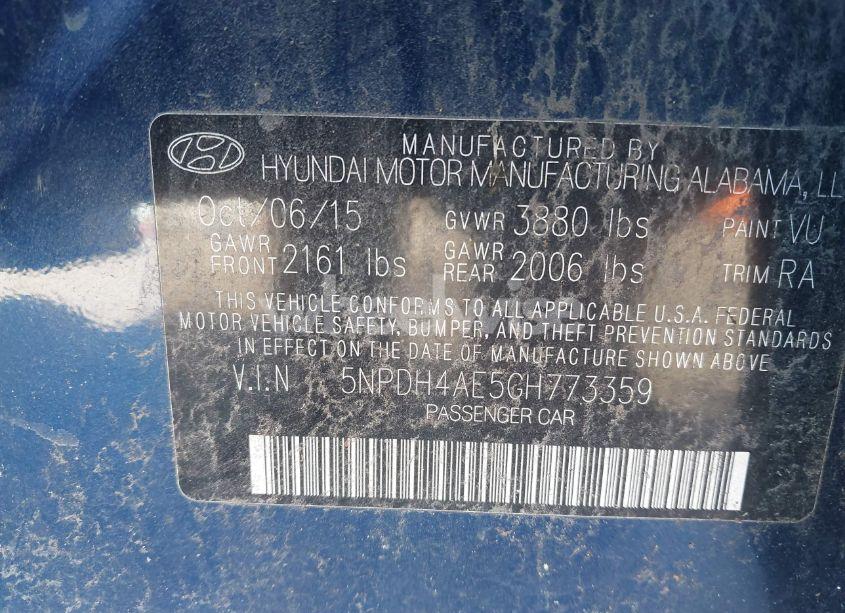 MANUFACTURED BY
HYUNDAI MOTOR MANUFACTURING ALABAMA, LL
Oct/06/15 GVWR 3880 lbs PAINT VU
GAWR FRONT 2161 lbs GAWR REAR 2006 lbs TRIM RA
THIS VEHICLE CONFORMS TO ALL APPLICABLE U.S.A. FEDERAL
MOTOR VEHICLE SAFETY, BUMPER, AND THEFT PREVENTION STANDARDS
IN EFFECT ON THE DATE OF MANUFACTURE SHOWN ABOVE
V.I.N 5NPDH4AE5GH773359
PASSENGER CAR